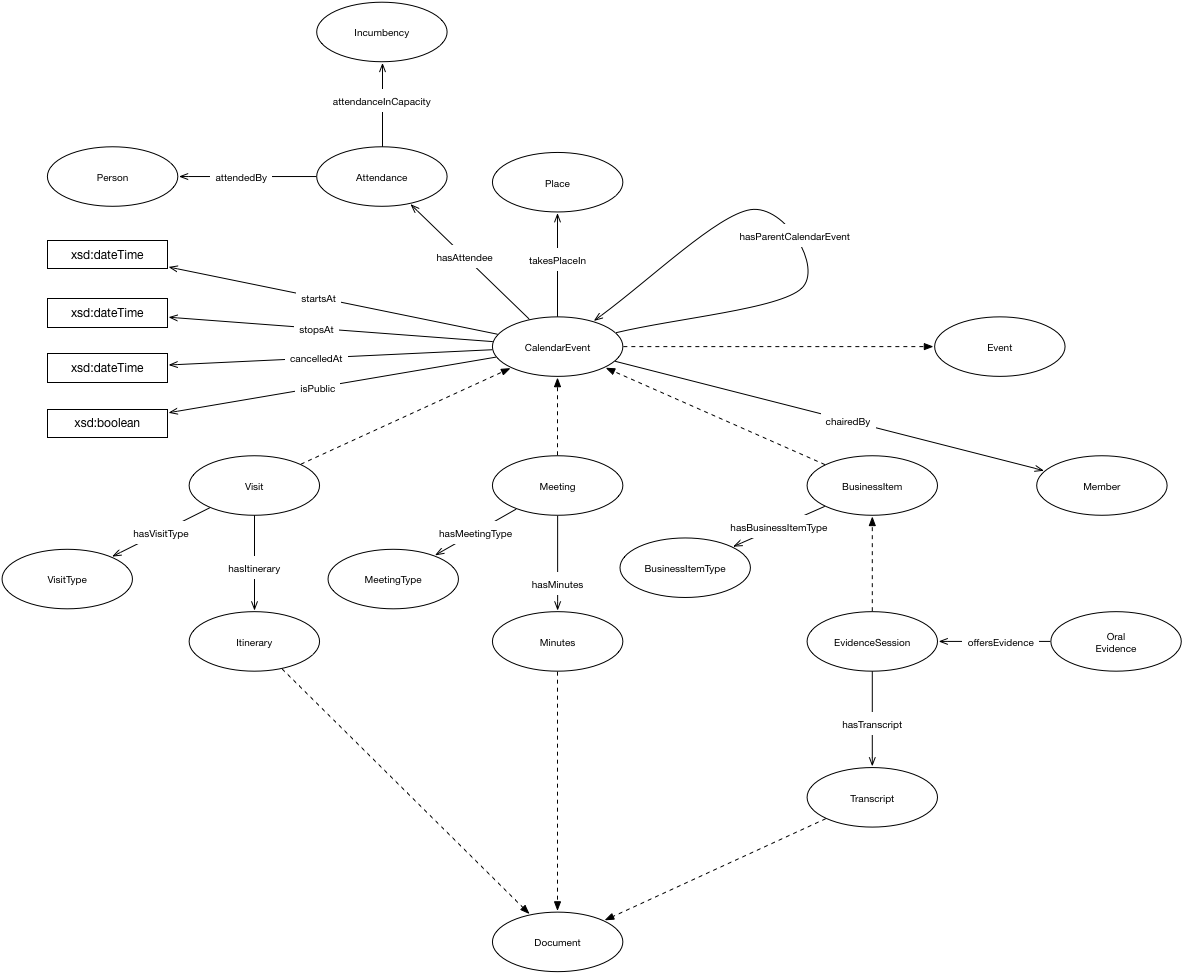 Incumbency
attendanceInCapacity
Person
attendedBy
Attendance
Place
hasParentCalendarEvent
xsd:dateTime
hasAttendee
takesPlaceIn
startsAt
xsd:dateTime
stopsAt
CalendarEvent
Event
xsd:dateTime
cancelledAt
isPublic
xsd:boolean
chairedBy
Visit
Meeting
BusinessItem
Member
hasVisitType
hasMeetingType
hasBusinessItemType
VisitType
hasItinerary
MeetingType
hasMinutes
BusinessItemType
Itinerary
Minutes
EvidenceSession
offersEvidence
Oral
Evidence
hasTranscript
Transcript
Document